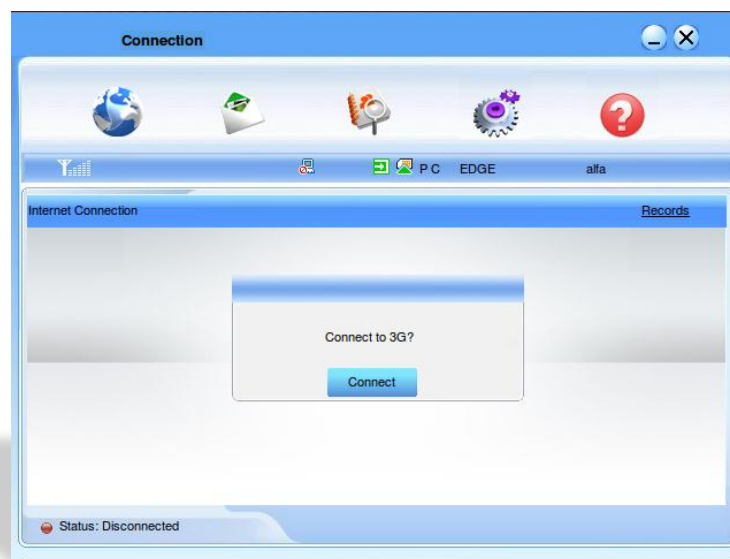 Connection
P C EDGE alfa
Internet Connection Records
Connect to 3G?
Connect
Status: Disconnected